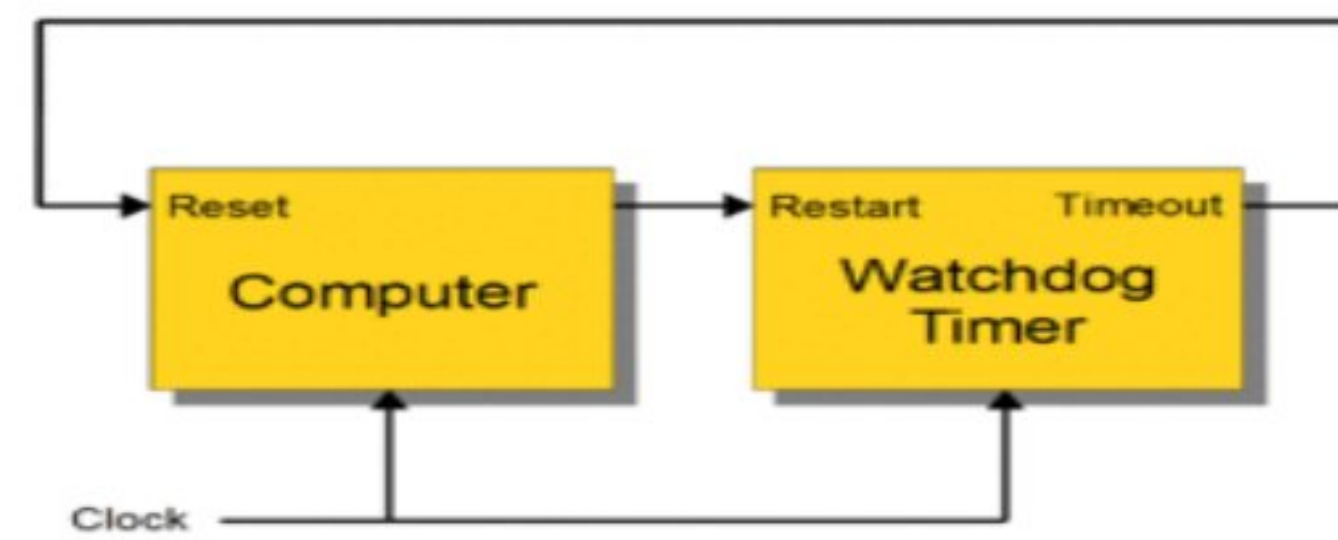 Reset
Computer
Restart Timeout
Watchdog
Timer
Clock